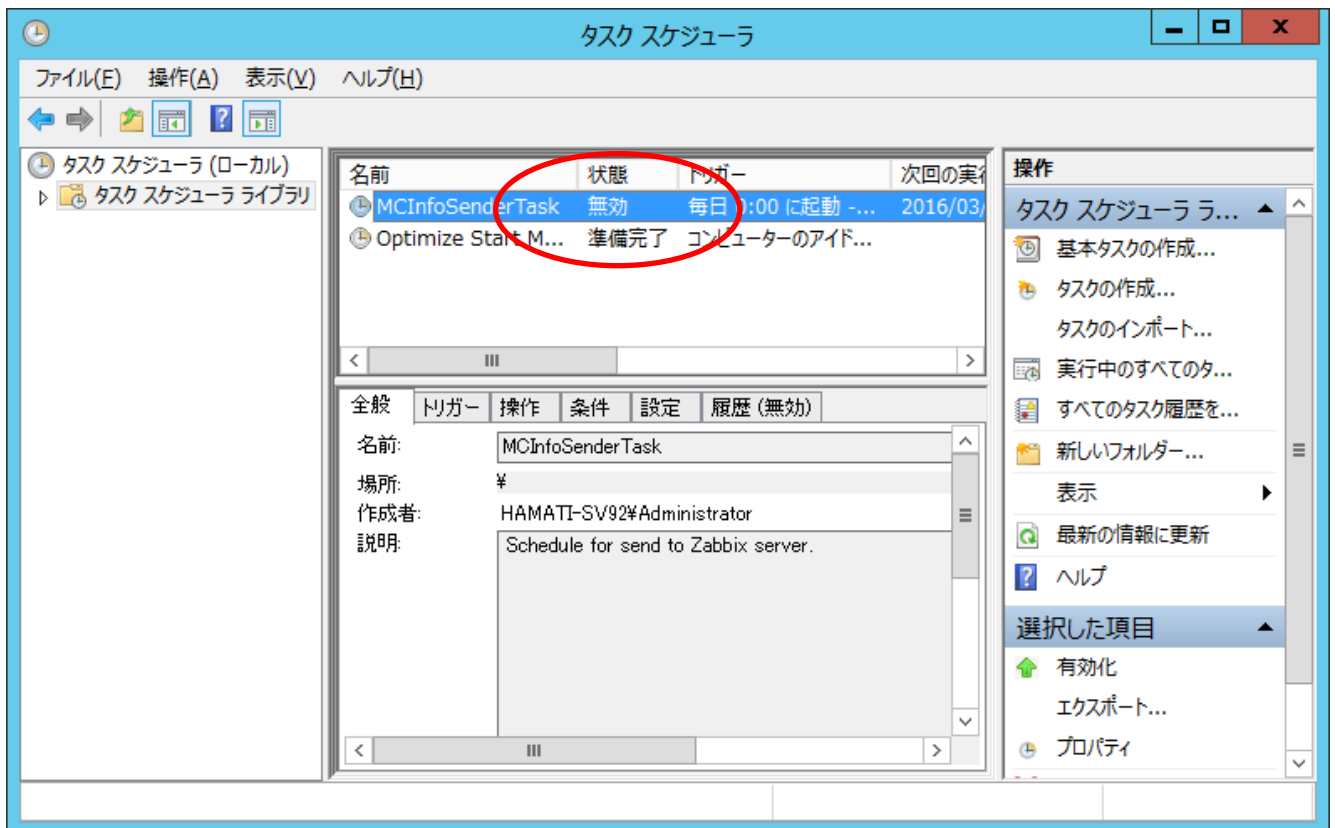 タスク スケジューラ
ファイル(F) 操作(A) 表示(V) ヘルプ(H)
タスク スケジューラ (ローカル)
タスク スケジューラ ライブラリ
名前 状態 トリガー 次回の実行
MCInfoSenderTask 無効 毎日 0:00 に起動 -... 2016/03/
Optimize Start M... 準備完了 コンピューターのアイド...
全般 トリガー 操作 条件 設定 履歴 (無効)
名前: MCInfoSenderTask
場所: ¥
作成者: HAMATI-SV92¥Administrator
説明: Schedule for send to Zabbix server.
操作
タスク スケジューラ ラ...
基本タスクの作成...
タスクの作成...
タスクのインポート...
実行中のすべてのタ...
すべてのタスク履歴を...
新しいフォルダー...
表示
最新の情報に更新
ヘルプ
選択した項目
有効化
エクスポート...
プロパティ